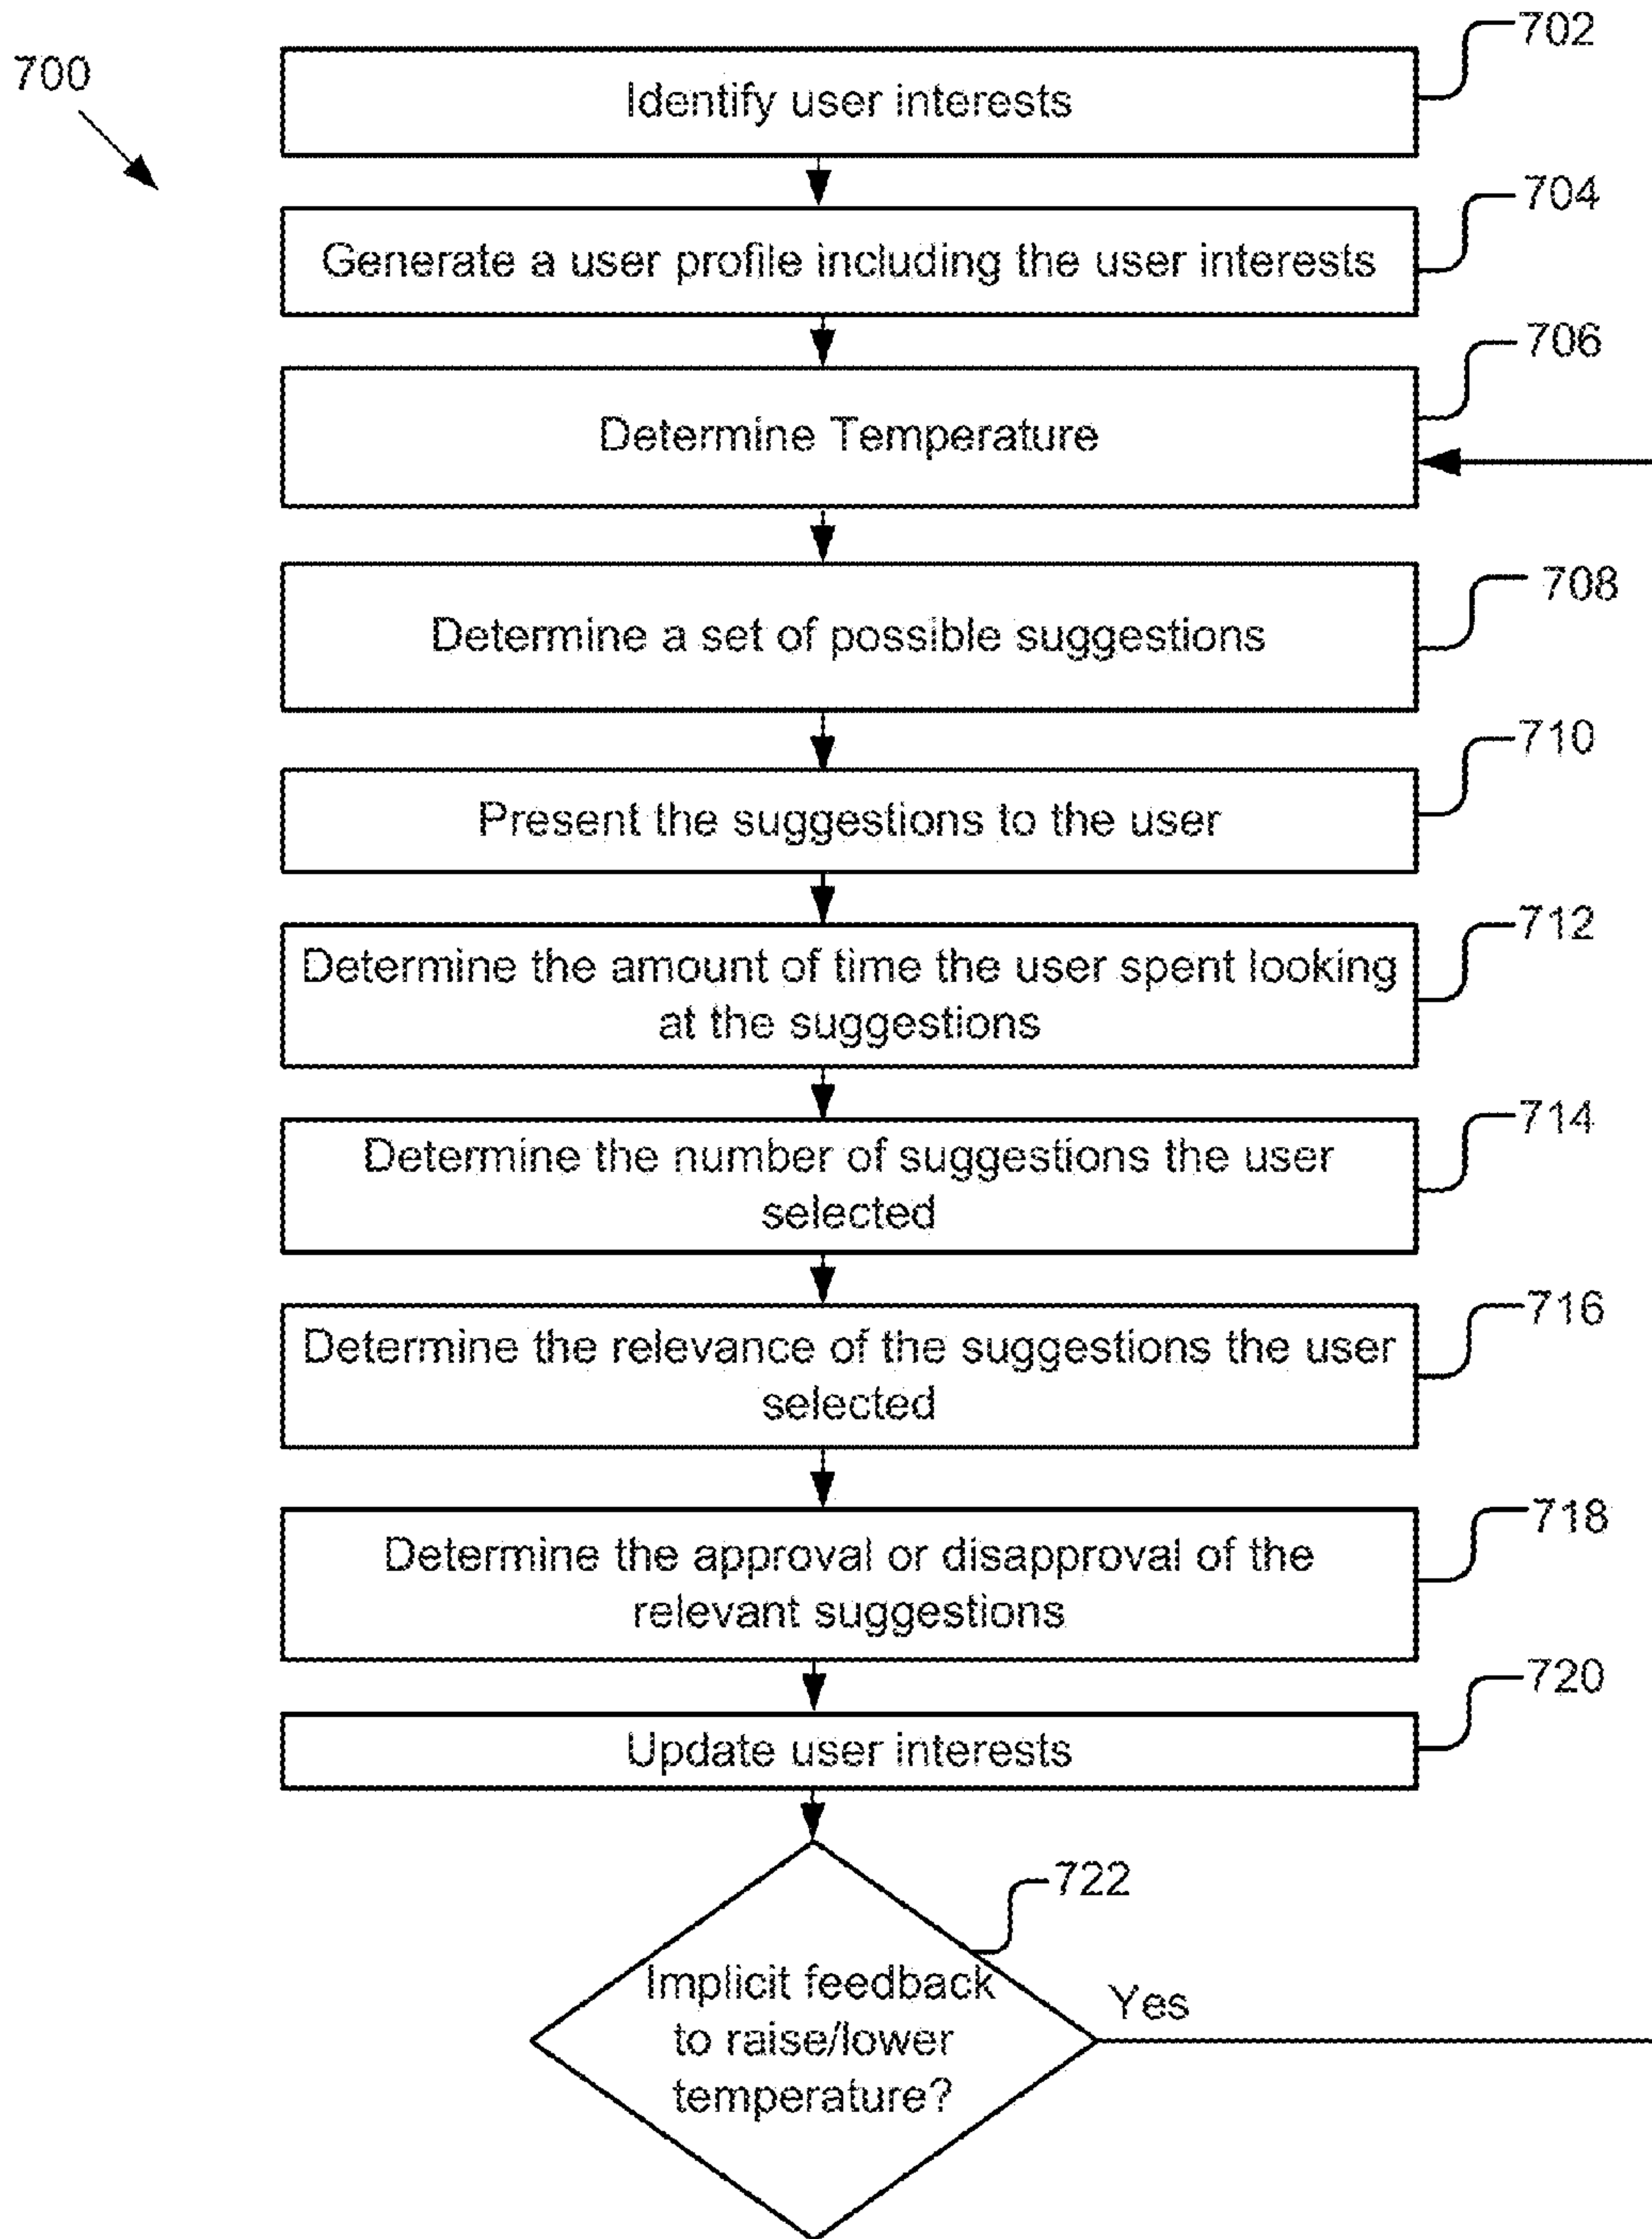 700
702
Identify user interests
704
Generate a user profile including the user interests
706
Determine Temperature
708
Determine a set of possible suggestions
710
Present the suggestions to the user
712
Determine the amount of time the user spent looking
at the suggestions
714
Determine the number of suggestions the user
selected
716
Determine the relevance of the suggestions the user
selected
718
Determine the approval or disapproval of the
relevant suggestions
720
Update user interests
722
Implicit feedback
to raise/lower
temperature?
Yes